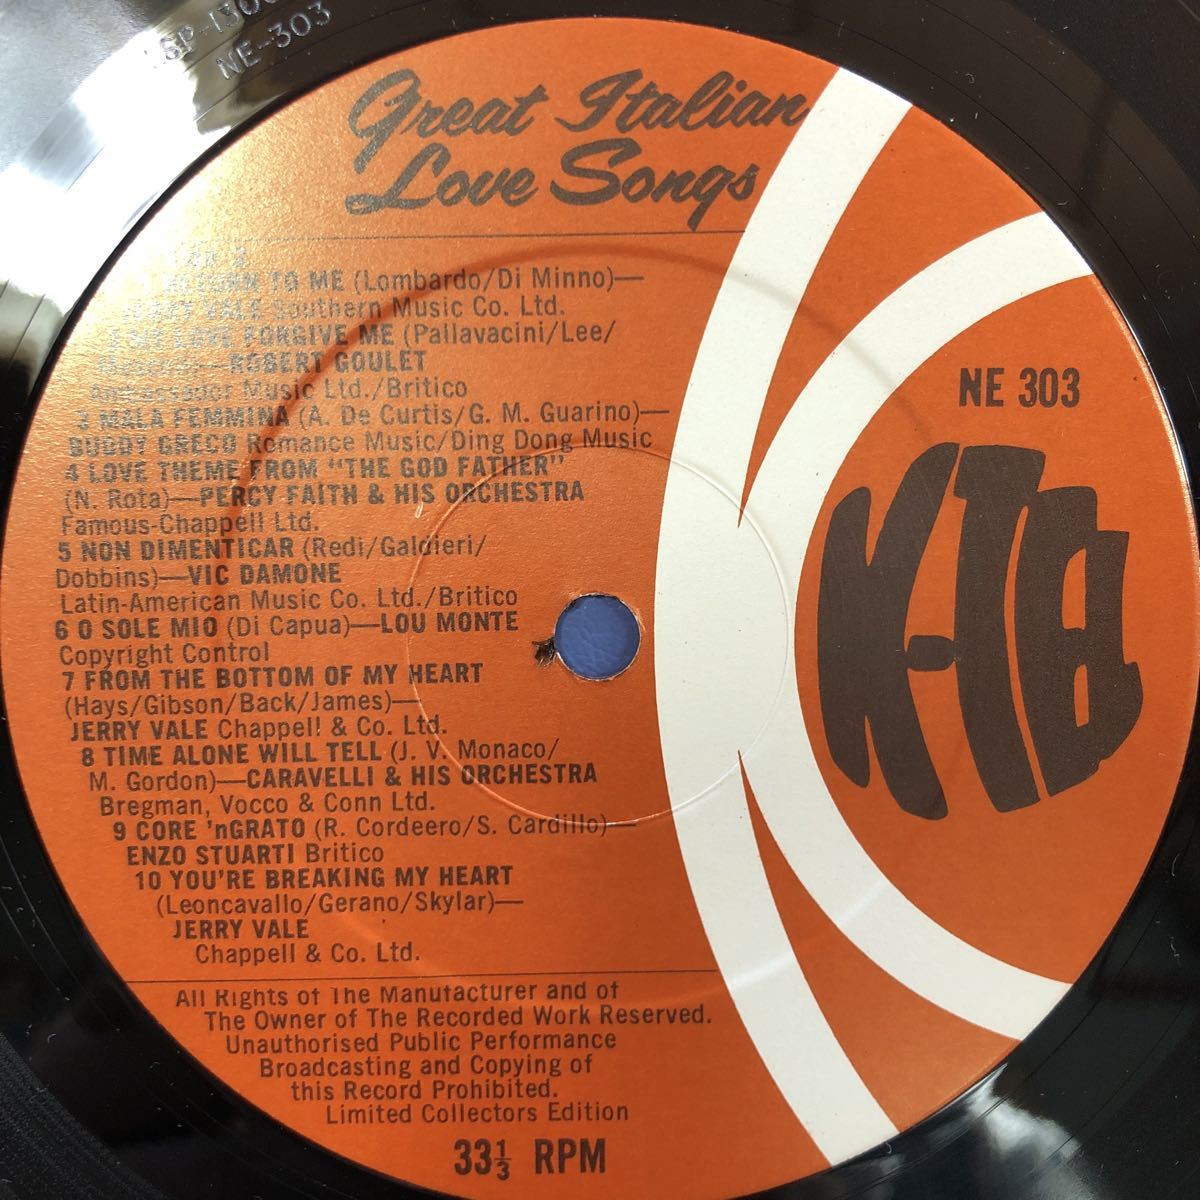 NE-303
Great Italian
Love Songs
RETURN TO ME (Lombardo/Di Minno)—
JERRY VALE Southern Music Co. Ltd.
MY LOVE FORGIVE ME (Pallavacini/Lee/
ROBERT GOULET
Ambassador Music Ltd./Britico
3 MALA FEMMINA (A. De Curtis/G. M. Guarino)—
BUDDY GRECO Romance Music/Ding Dong Music
4 LOVE THEME FROM "THE GOD FATHER"
(N. Rota)—PERCY FAITH & HIS ORCHESTRA
Famous-Chappell Ltd.
5 NON DIMENTICAR (Redi/Galdieri/
Dobbins)—VIC DAMONE
Latin-American Music Co. Ltd./Britico
6 O SOLE MIO (Di Capua)—LOU MONTE
Copyright Control
7 FROM THE BOTTOM OF MY HEART
(Hays/Gibson/Back/James)—
JERRY VALE Chappell & Co. Ltd.
8 TIME ALONE WILL TELL (J. V. Monaco/
M. Gordon)—CARAVELLI & HIS ORCHESTRA
Bregman, Vocco & Conn Ltd.
9 CORE 'nGRATO (R. Cordeero/S. Cardillo)—
ENZO STUARTI Britico
10 YOU'RE BREAKING MY HEART
(Leoncavallo/Gerano/Skylar)—
JERRY VALE
Chappell & Co. Ltd.
NE 303
K-TEL
All Rights of The Manufacturer and of
The Owner of The Recorded Work Reserved.
Unauthorised Public Performance
Broadcasting and Copying of
this Record Prohibited.
Limited Collectors Edition
33⅓ RPM